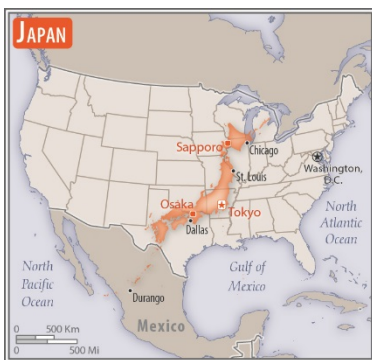 JAPAN
Sapporo
Chicago
St. Louis
Washington,
D.C.
Osaka
Tokyo
Dallas
North
Atlantic
Ocean
North
Pacific
Ocean
Gulf of
Mexico
Durango
Mexico
0 500 Km
0 500 Mi